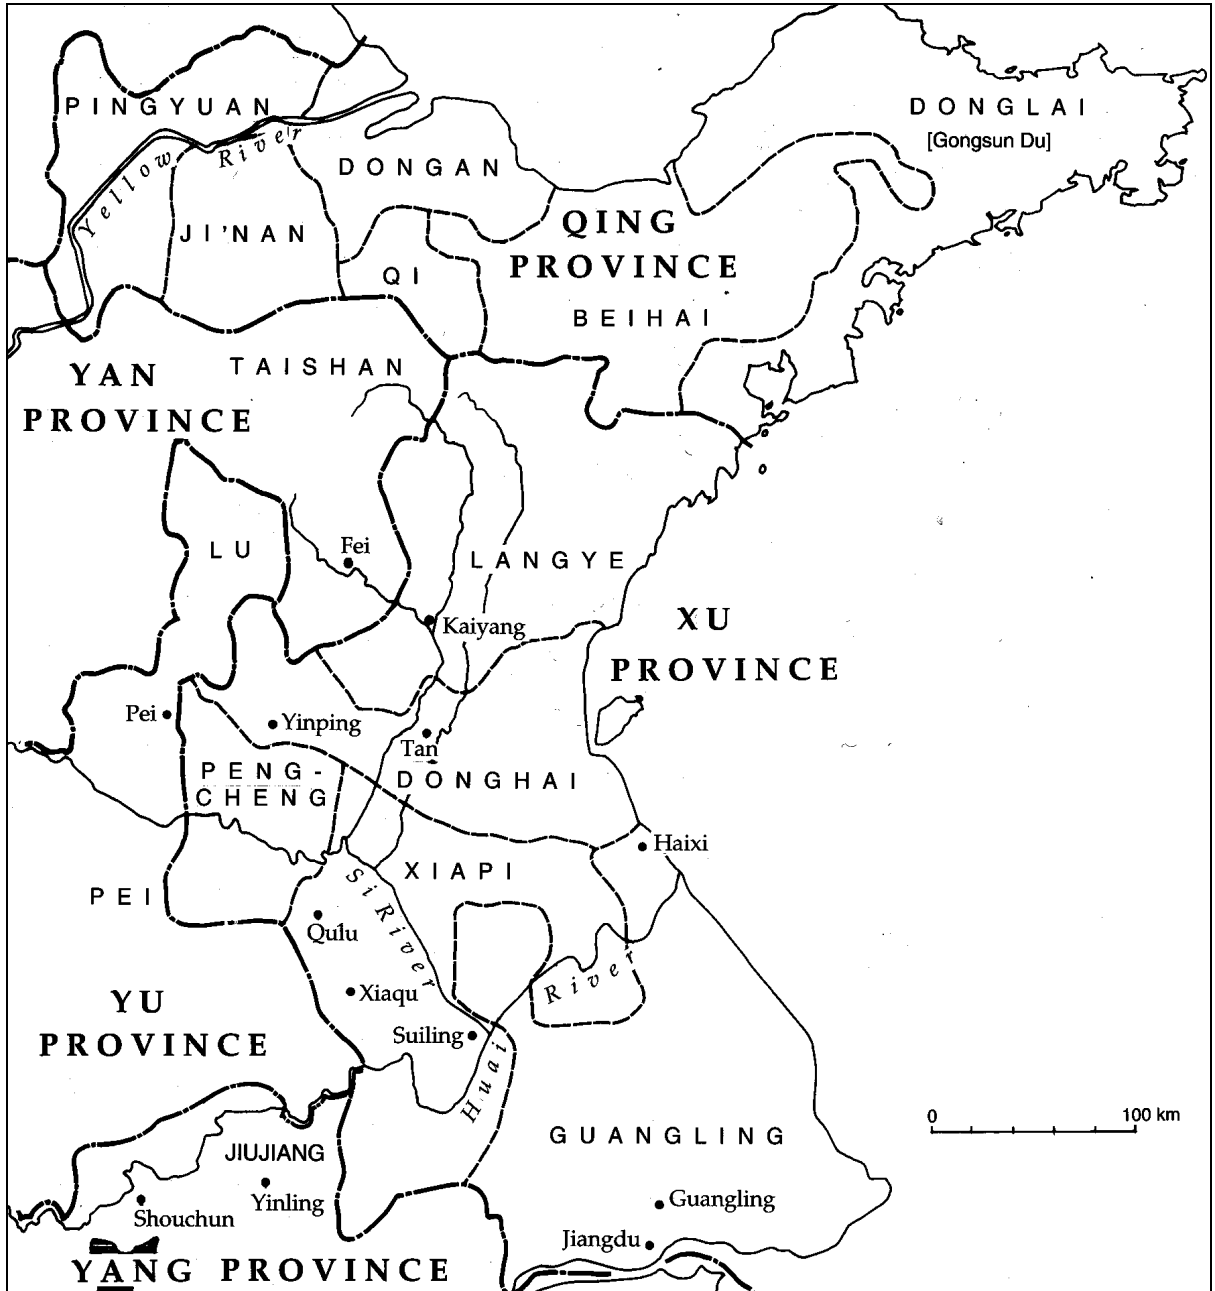 PINGYUAN
DONGLAI
[Gongsun Du]
Yellow River
DONGAN
JI'NAN
QING
PROVINCE
QI
BEIHAI
TAISHAN
YAN
PROVINCE
LU
Fei
LANGYE
Kaiyang
XU
PROVINCE
Pei
Yinping
Tan
PENG-
CHENG
DONGHAI
Haixi
XIAPI
PEI
Si River
Qulu
Xiaqu
Huai River
YU
PROVINCE
Suiling
0 100 km
GUANGLING
JIUJIANG
Yinling
Shouchun
Guangling
Jiangdu
YANG PROVINCE